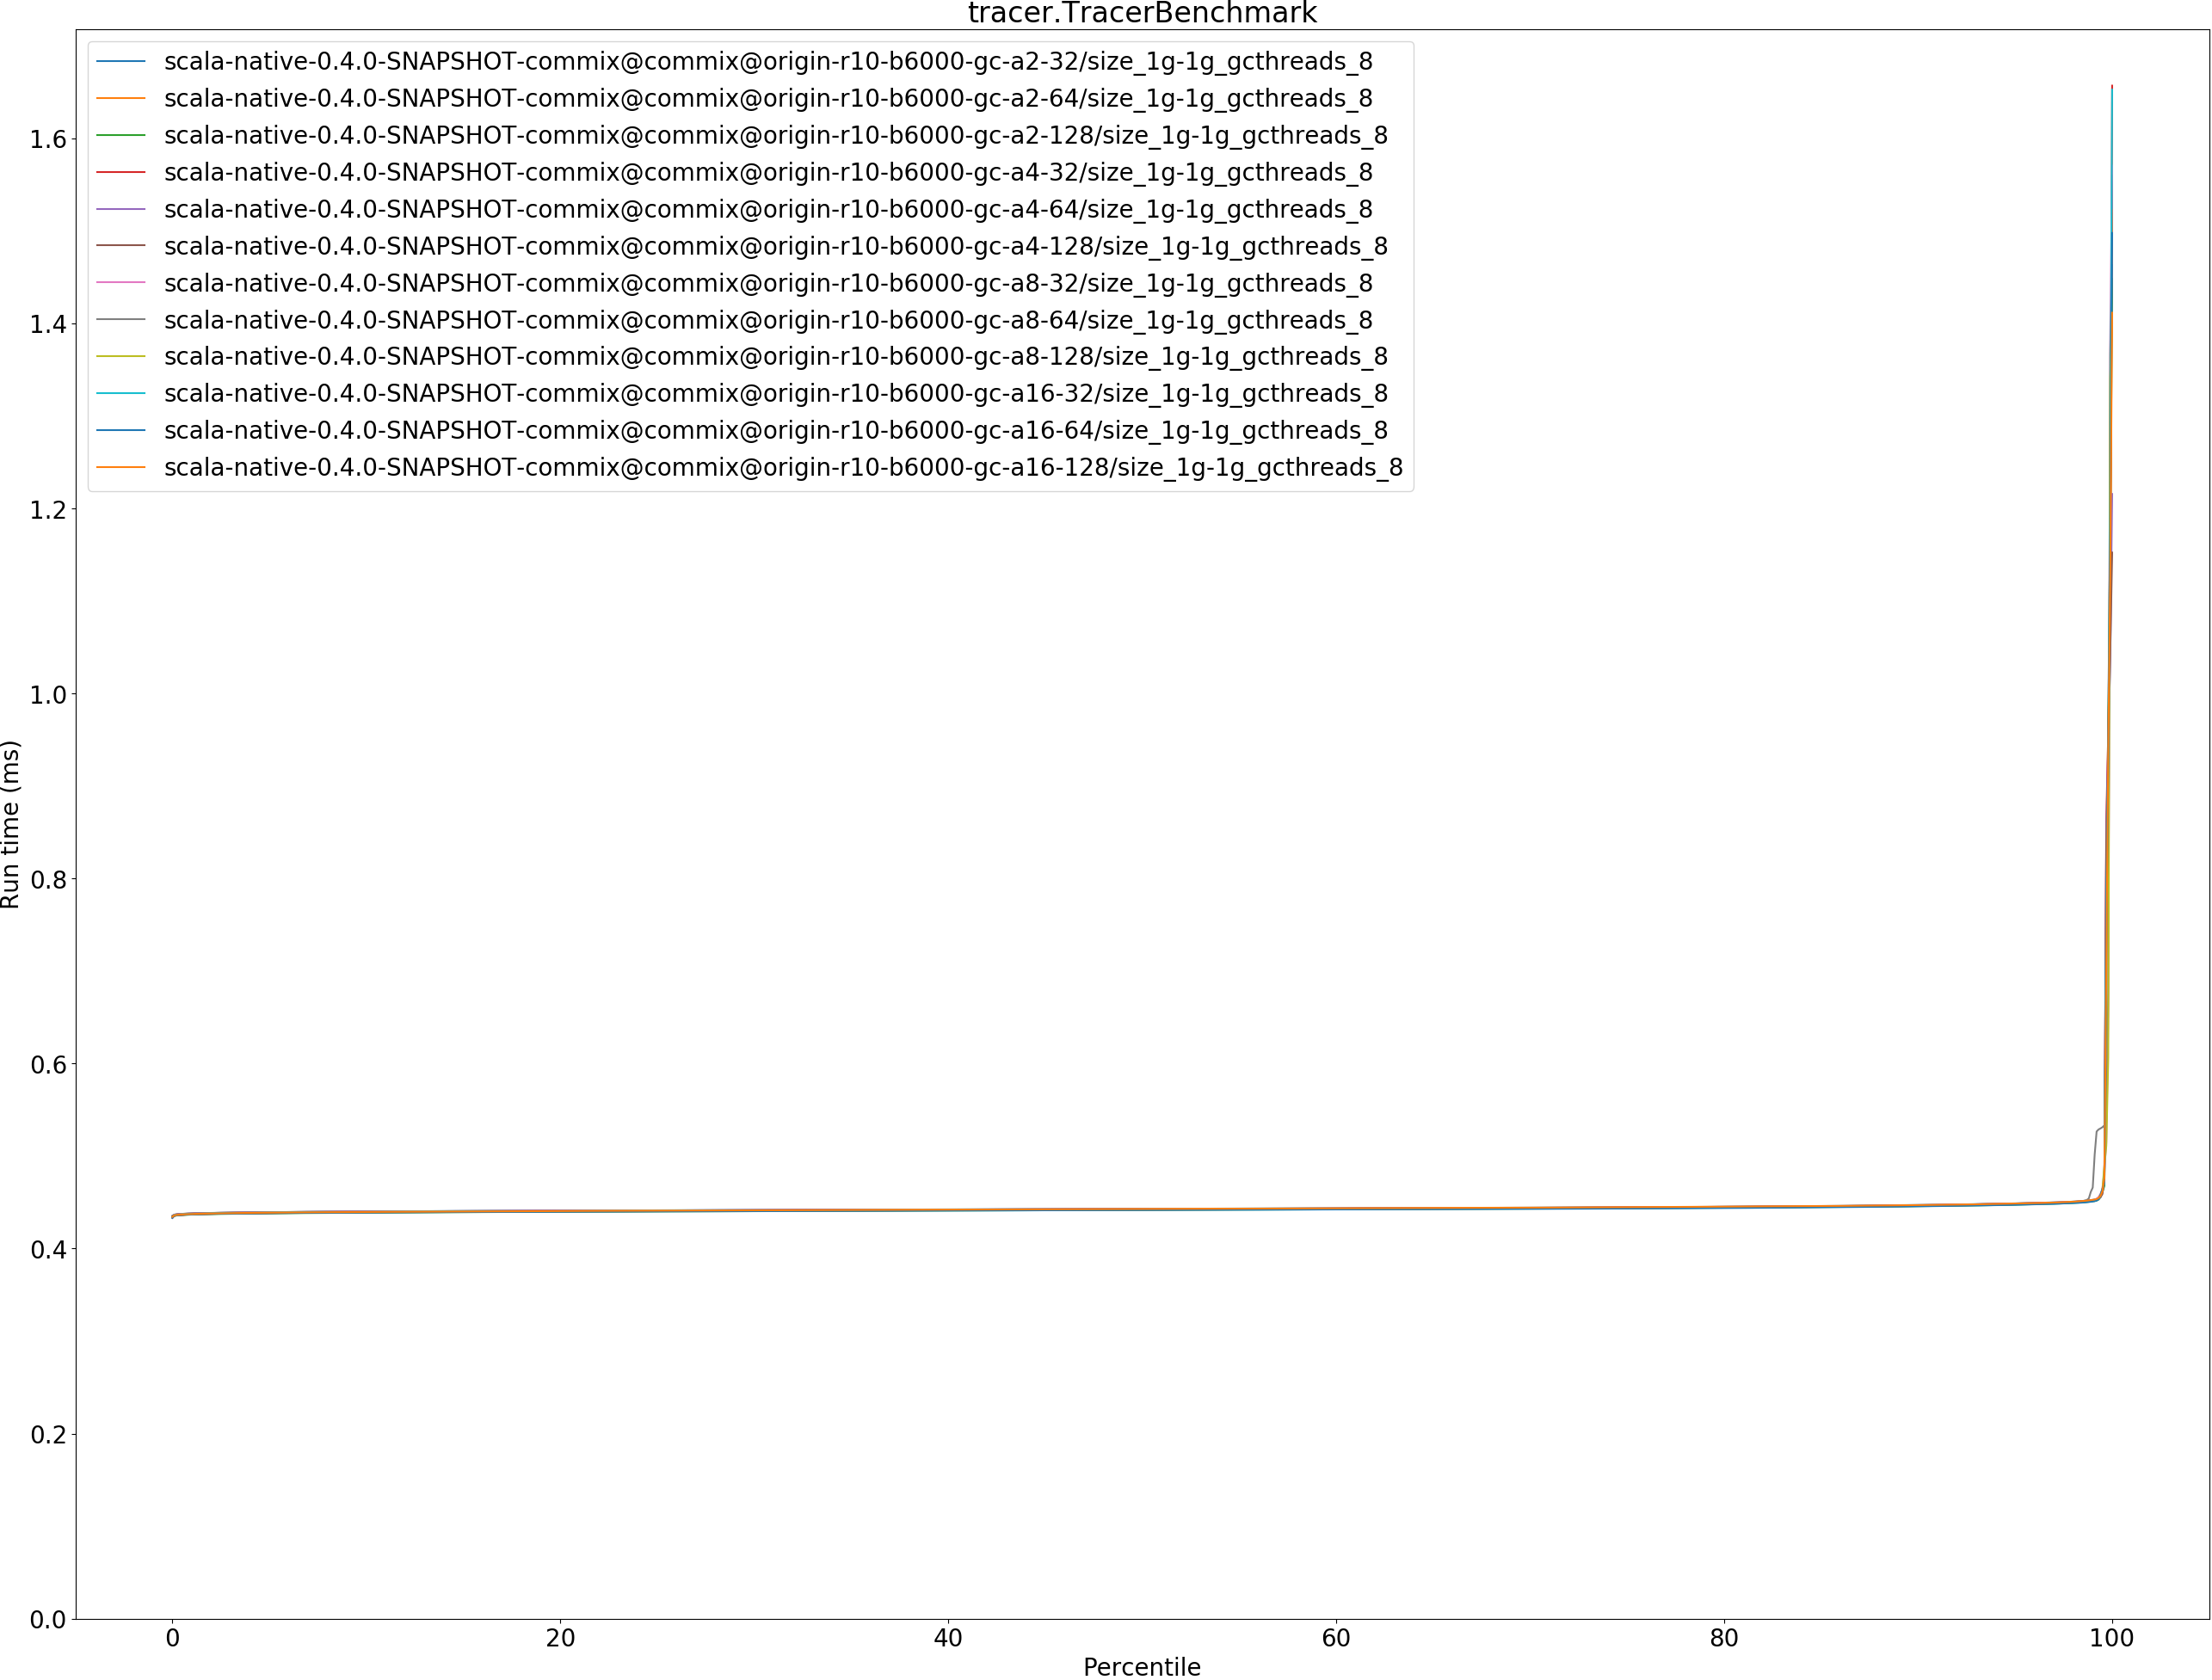 tracer.TracerBenchmark
scala-native-0.4.0-SNAPSHOT-commix@commix@origin-r10-b6000-gc-a2-32/size_1g-1g_gcthreads_8
scala-native-0.4.0-SNAPSHOT-commix@commix@origin-r10-b6000-gc-a2-64/size_1g-1g_gcthreads_8
scala-native-0.4.0-SNAPSHOT-commix@commix@origin-r10-b6000-gc-a2-128/size_1g-1g_gcthreads_8
scala-native-0.4.0-SNAPSHOT-commix@commix@origin-r10-b6000-gc-a4-32/size_1g-1g_gcthreads_8
scala-native-0.4.0-SNAPSHOT-commix@commix@origin-r10-b6000-gc-a4-64/size_1g-1g_gcthreads_8
scala-native-0.4.0-SNAPSHOT-commix@commix@origin-r10-b6000-gc-a4-128/size_1g-1g_gcthreads_8
scala-native-0.4.0-SNAPSHOT-commix@commix@origin-r10-b6000-gc-a8-32/size_1g-1g_gcthreads_8
scala-native-0.4.0-SNAPSHOT-commix@commix@origin-r10-b6000-gc-a8-64/size_1g-1g_gcthreads_8
scala-native-0.4.0-SNAPSHOT-commix@commix@origin-r10-b6000-gc-a8-128/size_1g-1g_gcthreads_8
scala-native-0.4.0-SNAPSHOT-commix@commix@origin-r10-b6000-gc-a16-32/size_1g-1g_gcthreads_8
scala-native-0.4.0-SNAPSHOT-commix@commix@origin-r10-b6000-gc-a16-64/size_1g-1g_gcthreads_8
scala-native-0.4.0-SNAPSHOT-commix@commix@origin-r10-b6000-gc-a16-128/size_1g-1g_gcthreads_8
Run time (ms)
1.6
1.4
1.2
1.0
0.8
0.6
0.4
0.2
0.0
0 20 40 60 80 100
Percentile